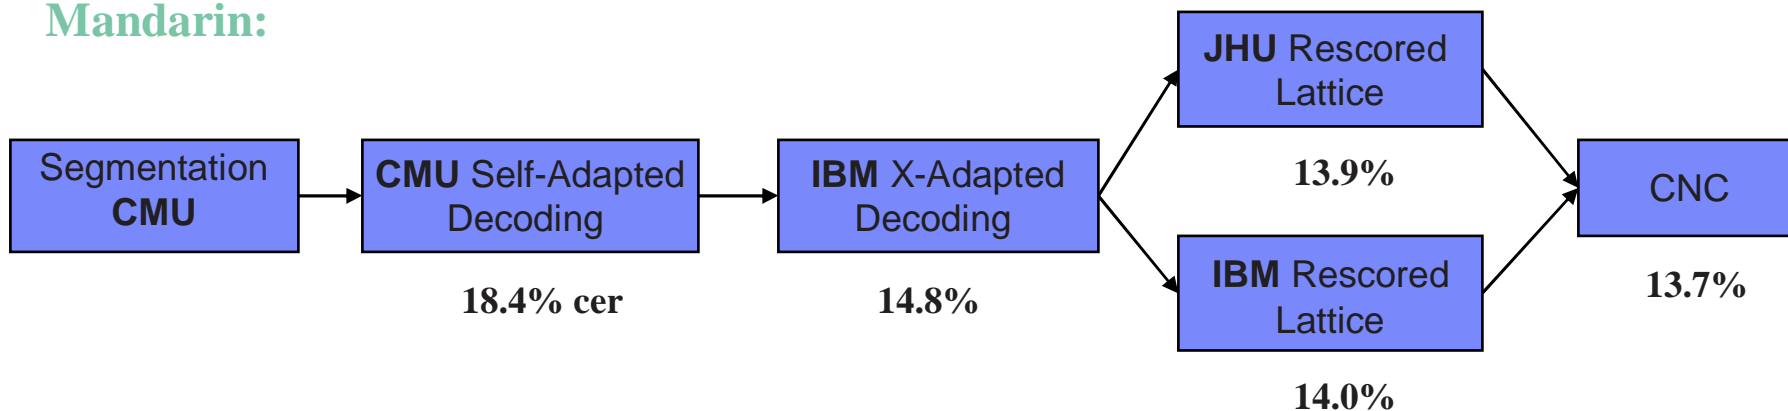 Mandarin:
Segmentation
CMU
CMU Self-Adapted
Decoding
18.4% cer
IBM X-Adapted
Decoding
14.8%
JHU Rescored
Lattice
13.9%
IBM Rescored
Lattice
14.0%
CNC
13.7%